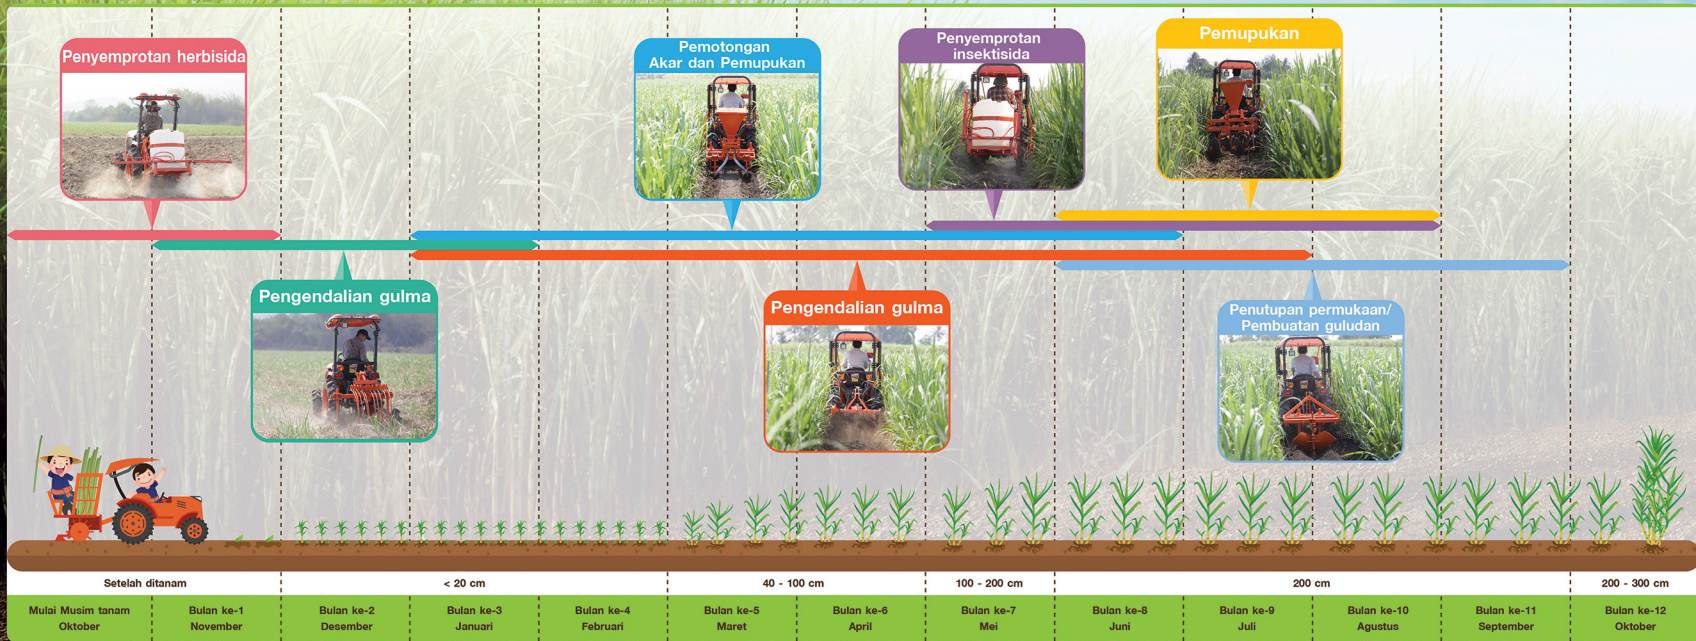 Penyemprotan herbisida
Pemotongan
Akar dan Pemupukan
Penyemprotan
insektisida
Pemupukan
Pengendalian gulma
Pengendalian gulma
Penutupan permukaan/
Pembuatan guludan
Setelah ditanam
< 20 cm
40 - 100 cm
100 - 200 cm
200 cm
200 - 300 cm
Mulai Musim tanam
Oktober
Bulan ke-1
November
Bulan ke-2
Desember
Bulan ke-3
Januari
Bulan ke-4
Februari
Bulan ke-5
Maret
Bulan ke-6
April
Bulan ke-7
Mei
Bulan ke-8
Juni
Bulan ke-9
Juli
Bulan ke-10
Agustus
Bulan ke-11
September
Bulan ke-12
Oktober